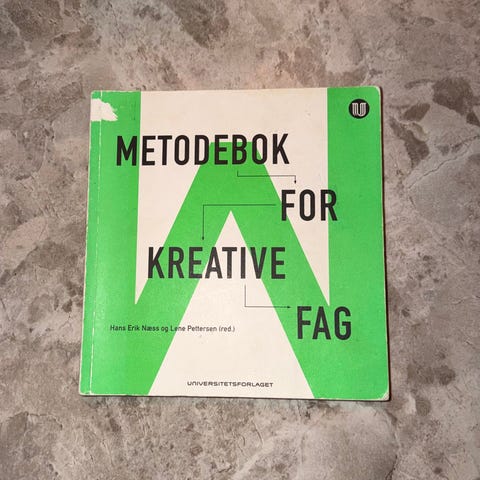 METODEBOK
FOR
KREATIVE
FAG
Hans Erik Næss og Lene Pettersen (red.)
UNIVERSITETSFORLAGET